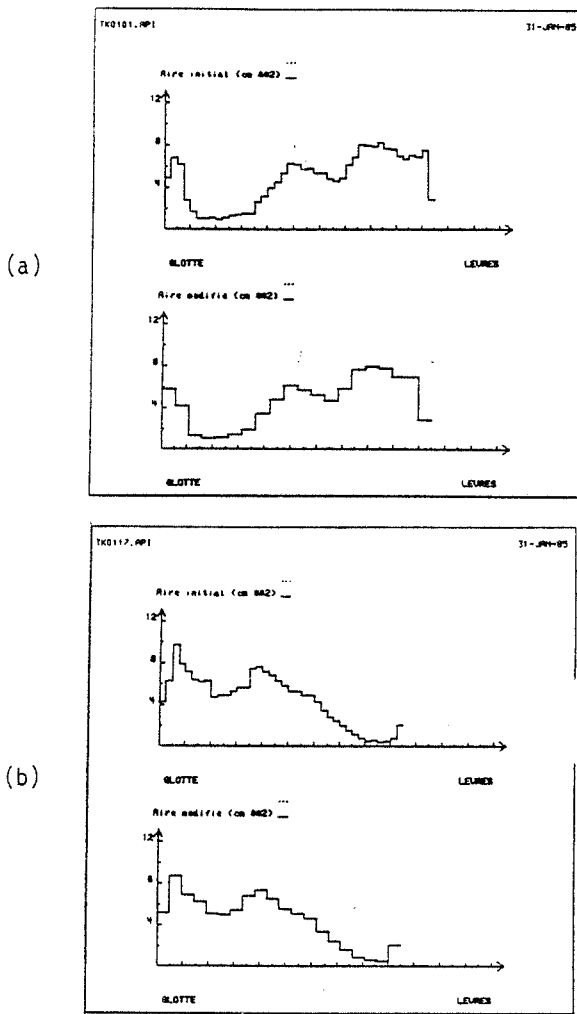 (a)
TK0101.API 31-JAN-85
Aire initial (cm **2)
12
8
4
GLOTTE LEVRES
Aire modifie (cm **2)
12
8
4
GLOTTE LEVRES
(b)
TK0117.API 31-JAN-85
Aire initial (cm **2)
12
8
4
GLOTTE LEVRES
Aire modifie (cm **2)
12
8
4
GLOTTE LEVRES